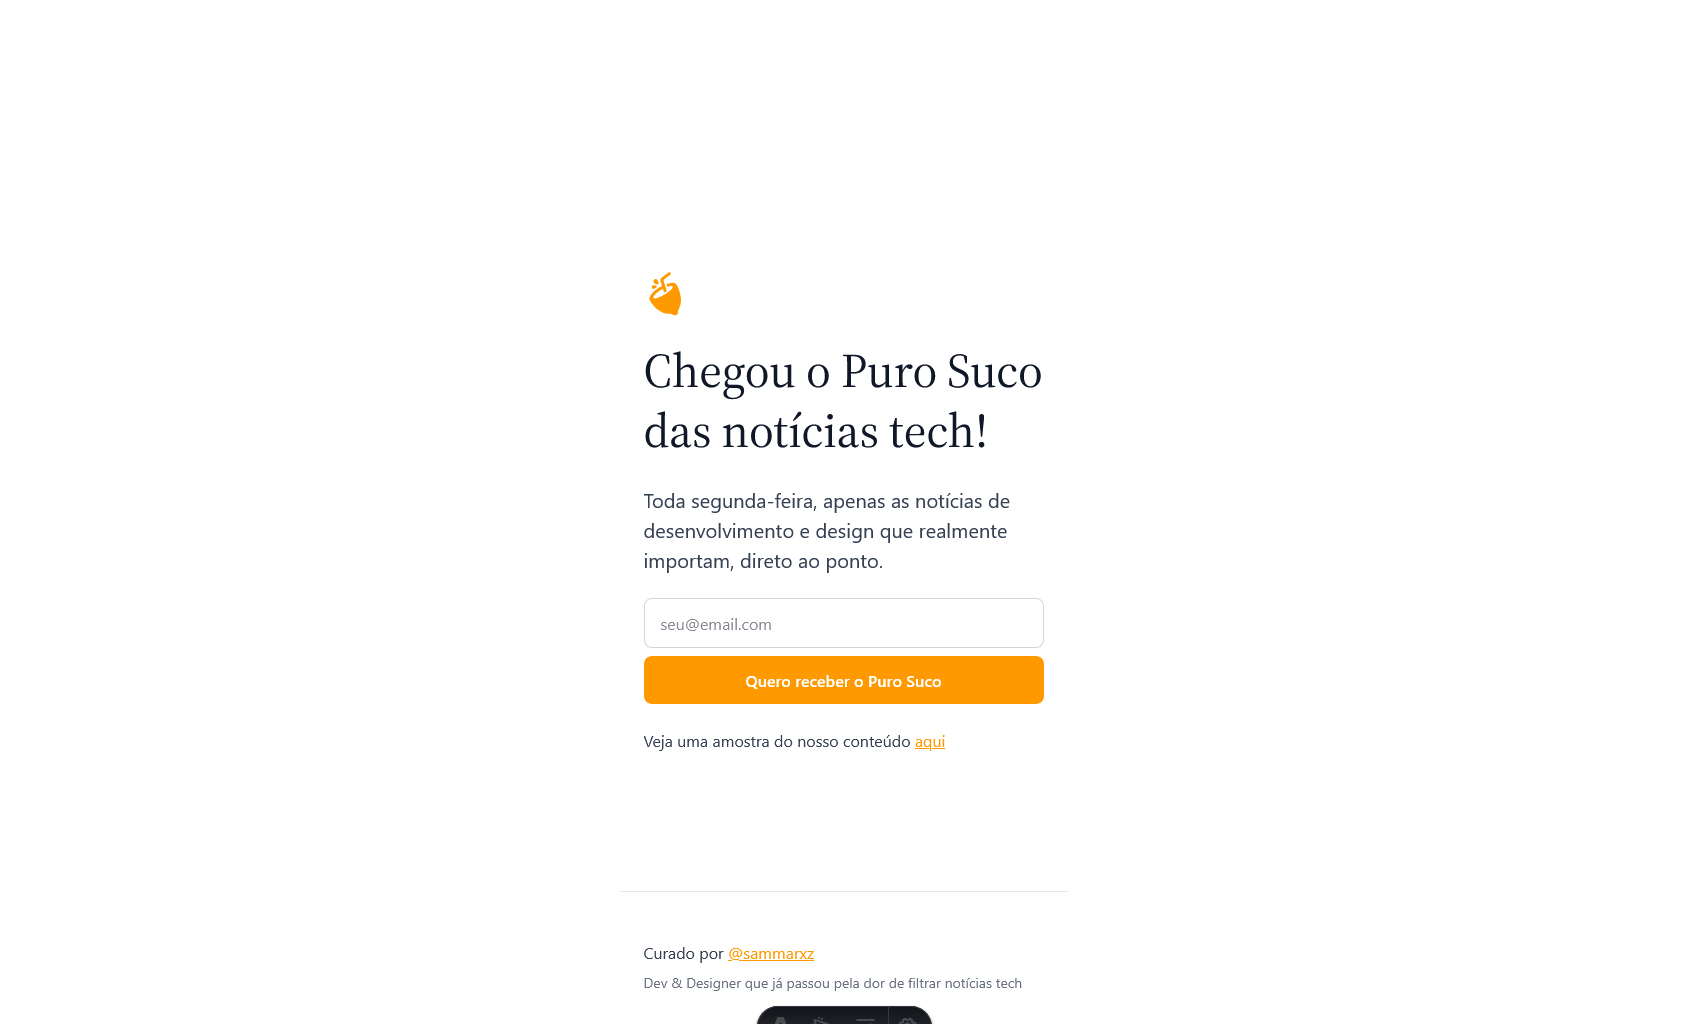 Chegou o Puro Suco
das notícias tech!
Toda segunda-feira, apenas as notícias de
desenvolvimento e design que realmente
importam, direto ao ponto.
seu@email.com
Quero receber o Puro Suco
Veja uma amostra do nosso conteúdo aqui
Curado por @sammarxz
Dev & Designer que já passou pela dor de filtrar notícias tech